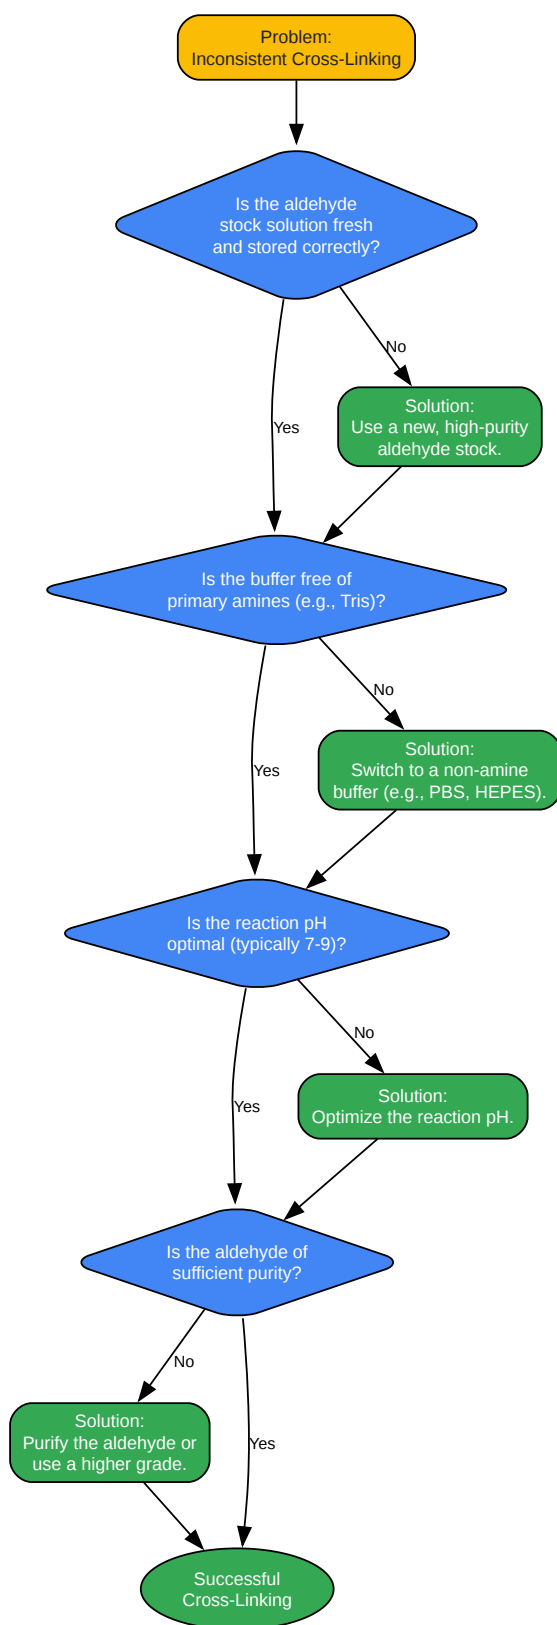 Problem:
Inconsistent Cross-Linking
Is the aldehyde
stock solution fresh
and stored correctly?
No
Yes
Solution:
Use a new, high-purity
aldehyde stock.
Is the buffer free of
primary amines (e.g., Tris)?
No
Yes
Solution:
Switch to a non-amine
buffer (e.g., PBS, HEPES).
Is the reaction pH
optimal (typically 7-9)?
No
Yes
Solution:
Optimize the reaction pH.
Is the aldehyde of
sufficient purity?
No
Yes
Solution:
Purify the aldehyde or
use a higher grade.
Successful
Cross-Linking